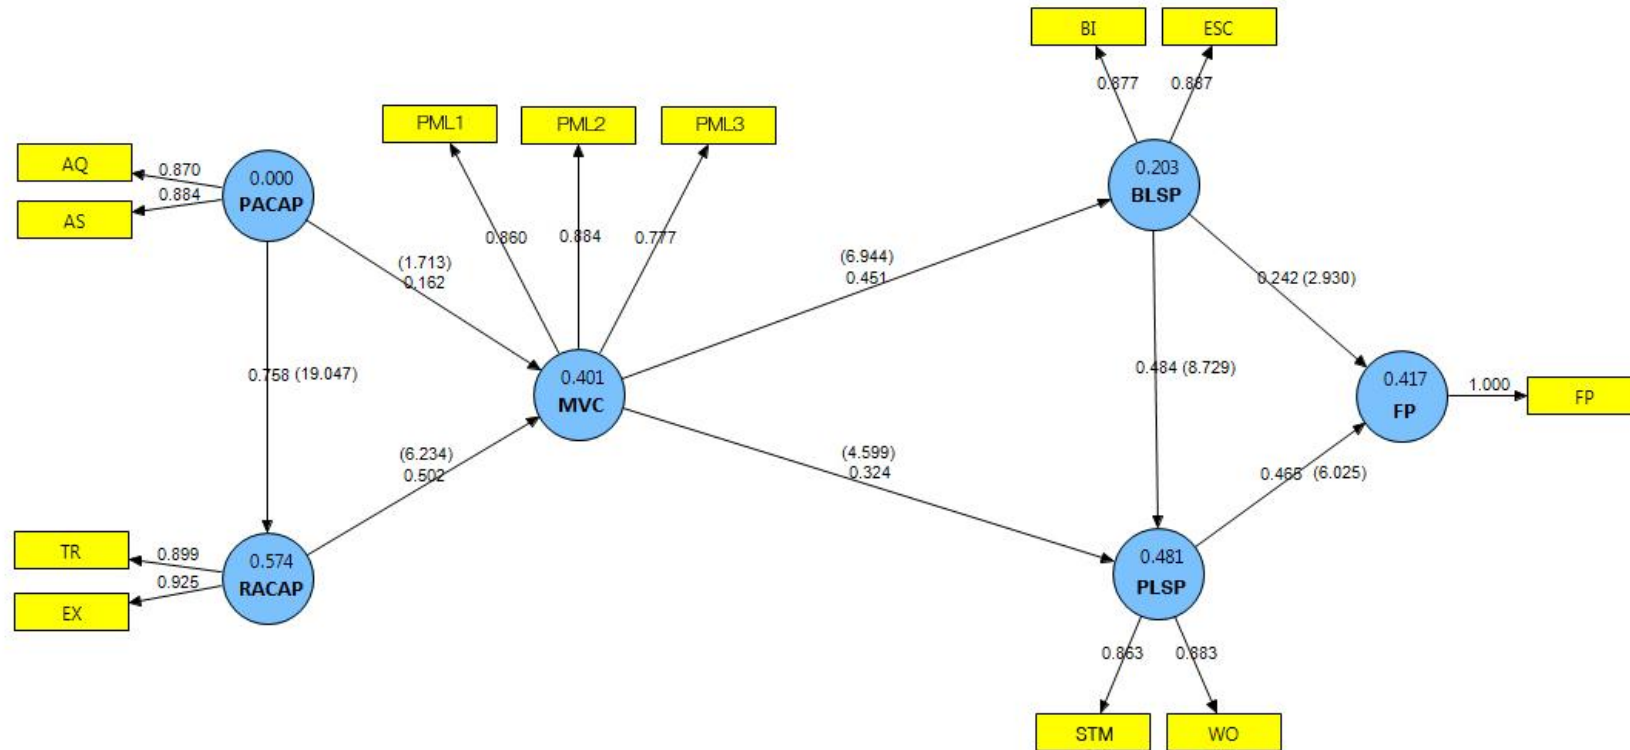 BI
ESC
0.877
0.887
PML1
PML2
PML3
AQ
0.870
AS
0.884
0.000
PACAP
0.203
BLSP
0.860
0.884
0.777
(1.713)
0.162
(6.944)
0.451
0.242 (2.930)
0.758 (19.047)
0.484 (8.729)
0.401
MVC
0.417
FP
1.000
FP
(6.234)
0.502
(4.599)
0.324
0.465 (6.025)
TR
0.899
EX
0.925
0.574
RACAP
0.481
PLSP
0.863
0.883
STM
WO